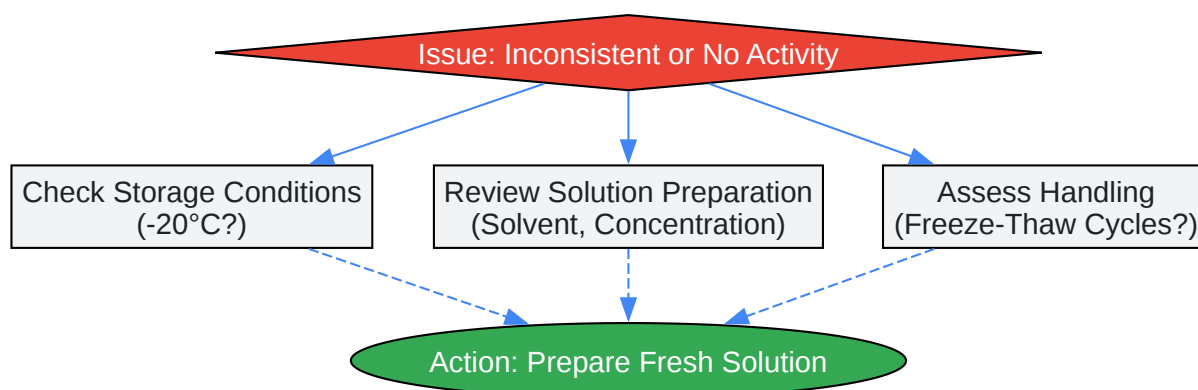 Issue: Inconsistent or No Activity
Check Storage Conditions
(-20°C?)
Review Solution Preparation
(Solvent, Concentration)
Assess Handling
(Freeze-Thaw Cycles?)
Action: Prepare Fresh Solution